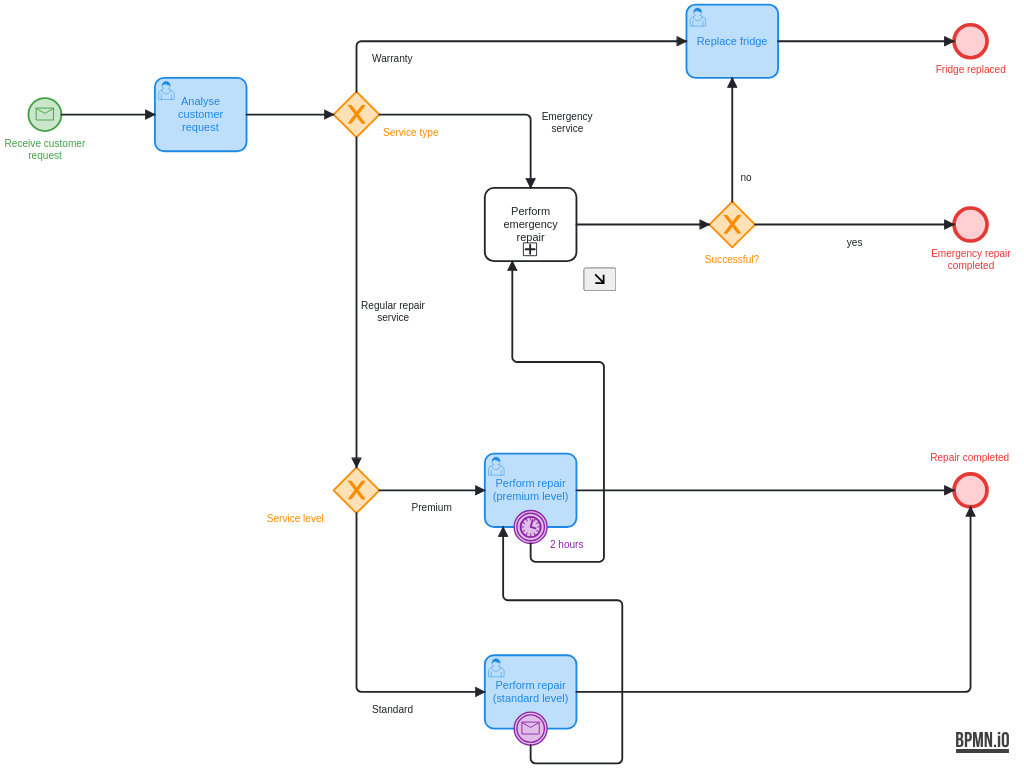 Replace fridge
Warranty
Fridge replaced
Analyse
customer
request
Receive customer
request
Service type
Emergency
service
no
Perform
emergency
repair
yes
Successful?
Emergency repair
completed
Regular repair
service
Repair completed
Perform repair
(premium level)
Premium
Service level
2 hours
Perform repair
(standard level)
Standard
BPMN.iO